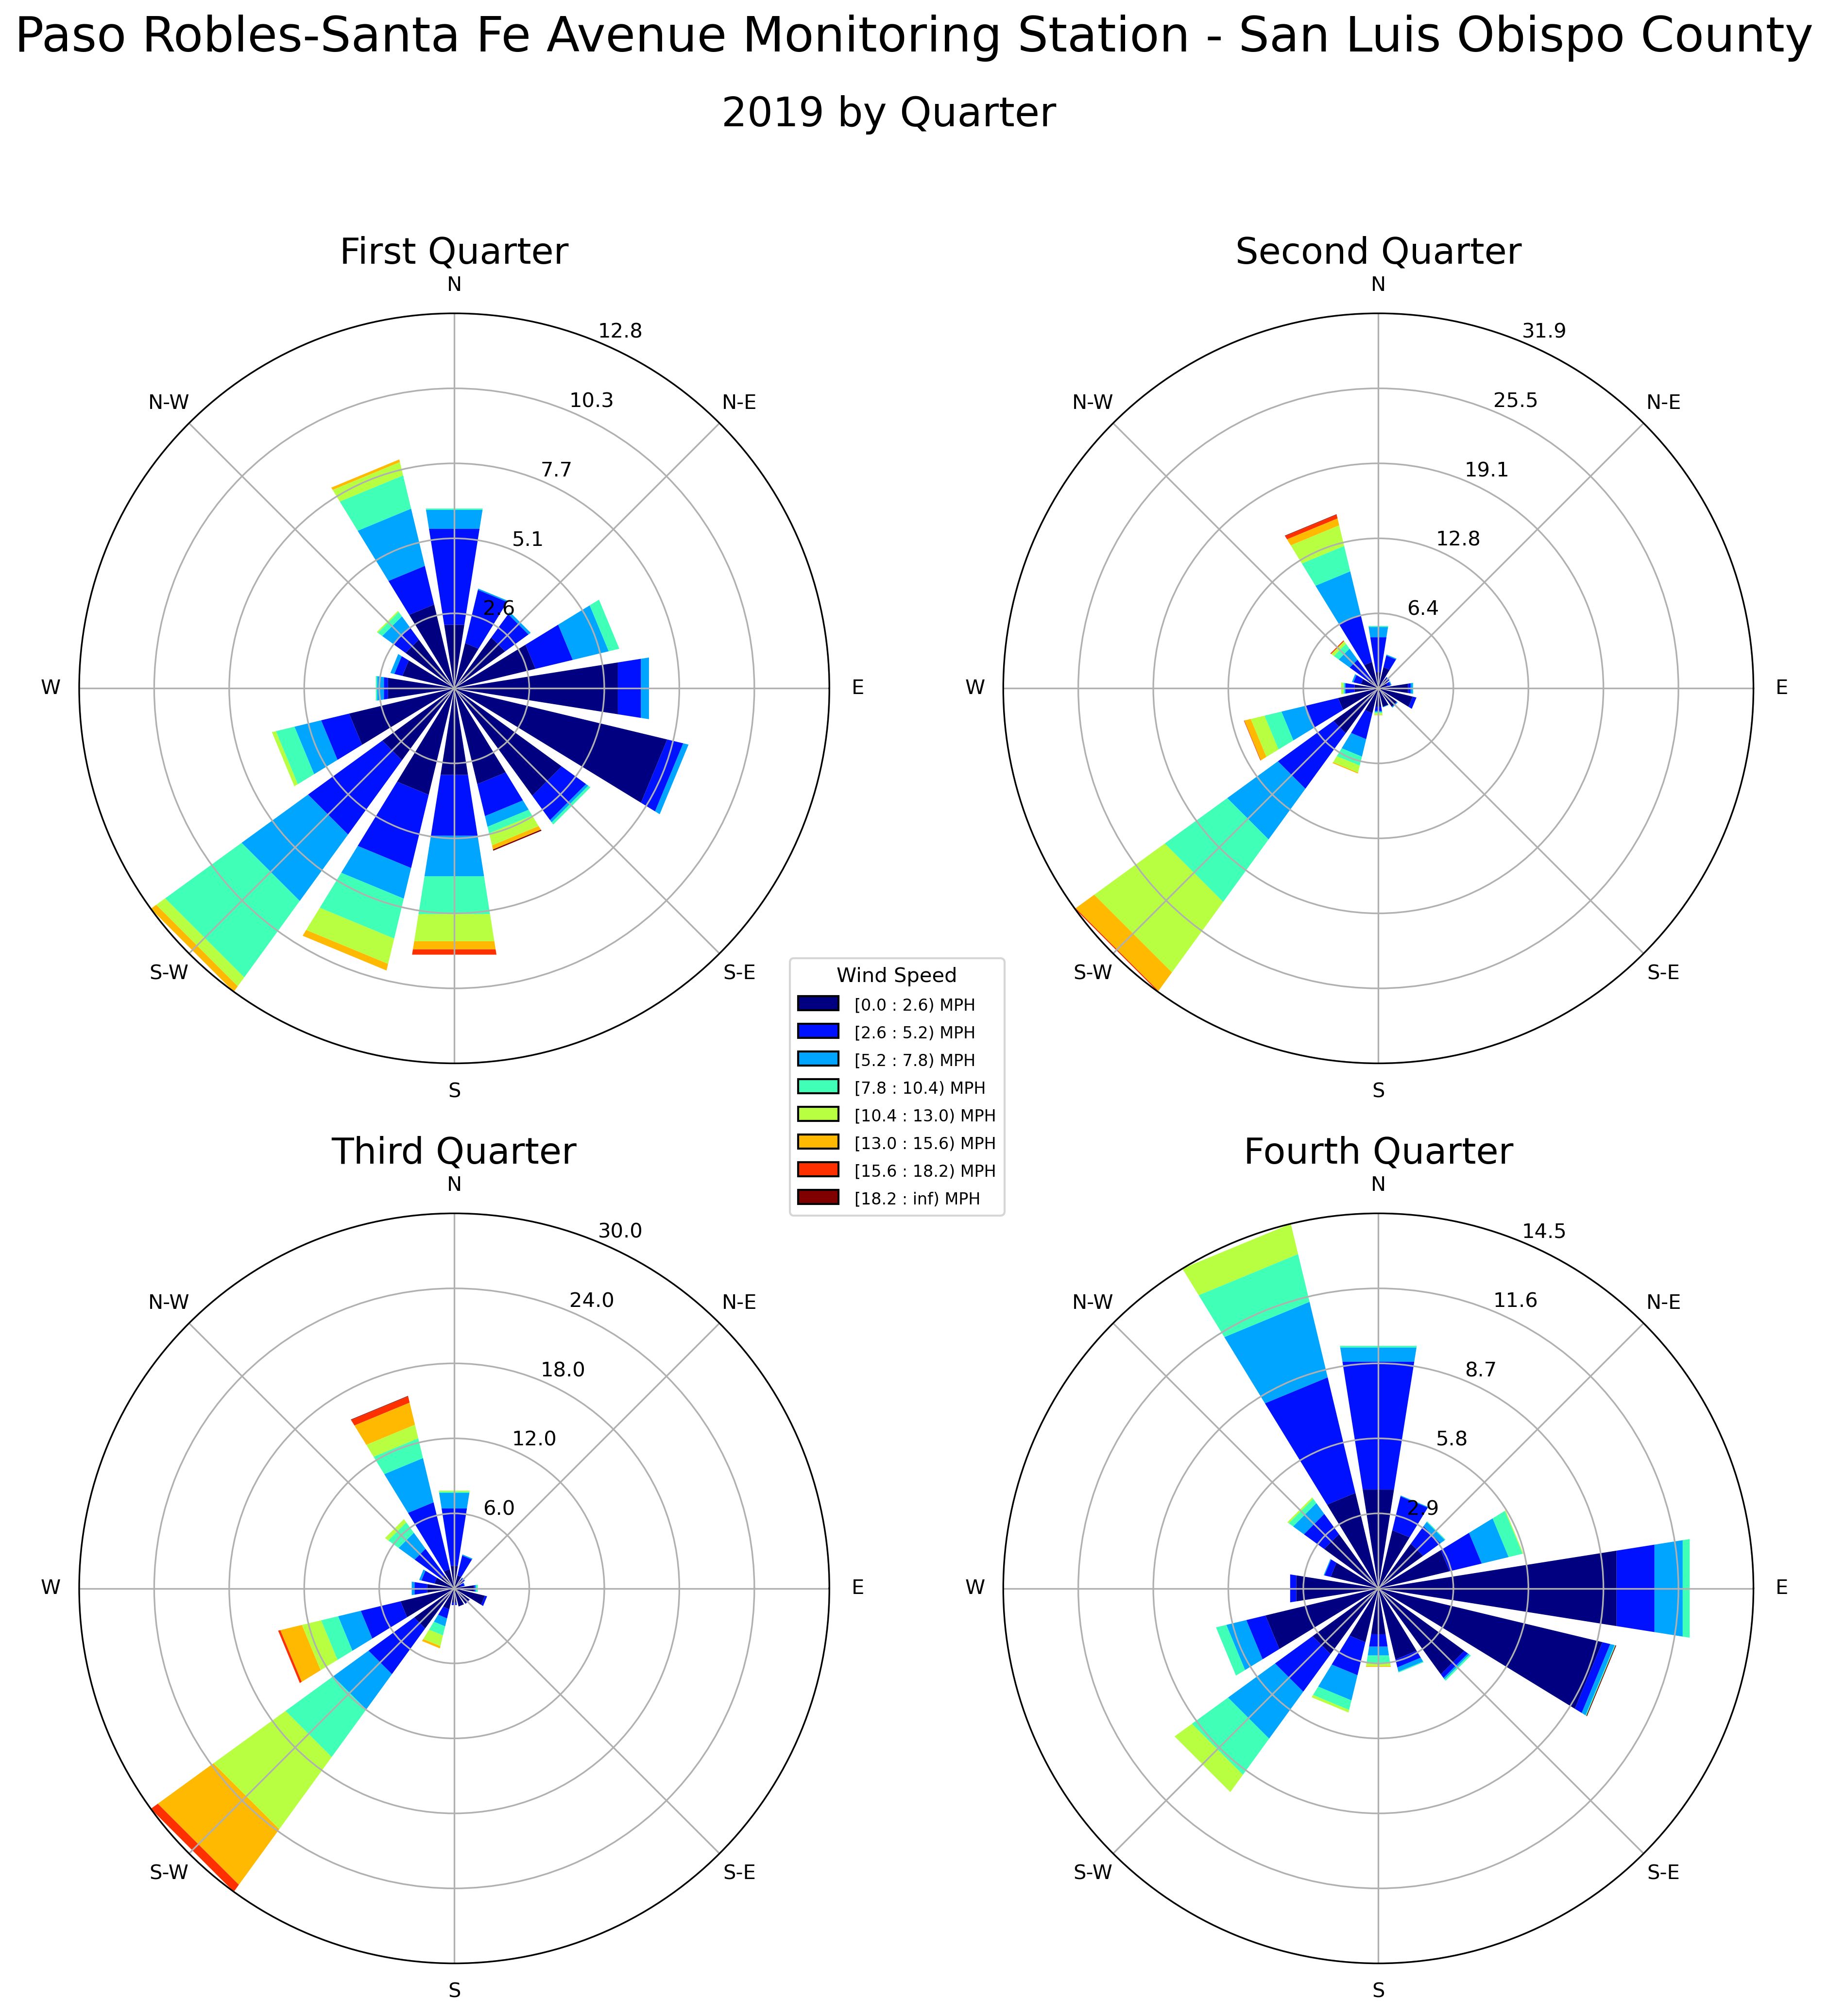 Paso Robles-Santa Fe Avenue Monitoring Station - San Luis Obispo County
2019 by Quarter
First Quarter
N
12.8
10.3
7.7
5.1
2.6
N-W
N-E
W
E
S-W
S-E
S
Second Quarter
N
31.9
25.5
19.1
12.8
6.4
N-W
N-E
W
E
S-W
S-E
S
Wind Speed
[0.0 : 2.6) MPH
[2.6 : 5.2) MPH
[5.2 : 7.8) MPH
[7.8 : 10.4) MPH
[10.4 : 13.0) MPH
[13.0 : 15.6) MPH
[15.6 : 18.2) MPH
[18.2 : inf) MPH
Third Quarter
N
30.0
24.0
18.0
12.0
6.0
N-W
N-E
W
E
S-W
S-E
S
Fourth Quarter
N
14.5
11.6
8.7
5.8
2.9
N-W
N-E
W
E
S-W
S-E
S